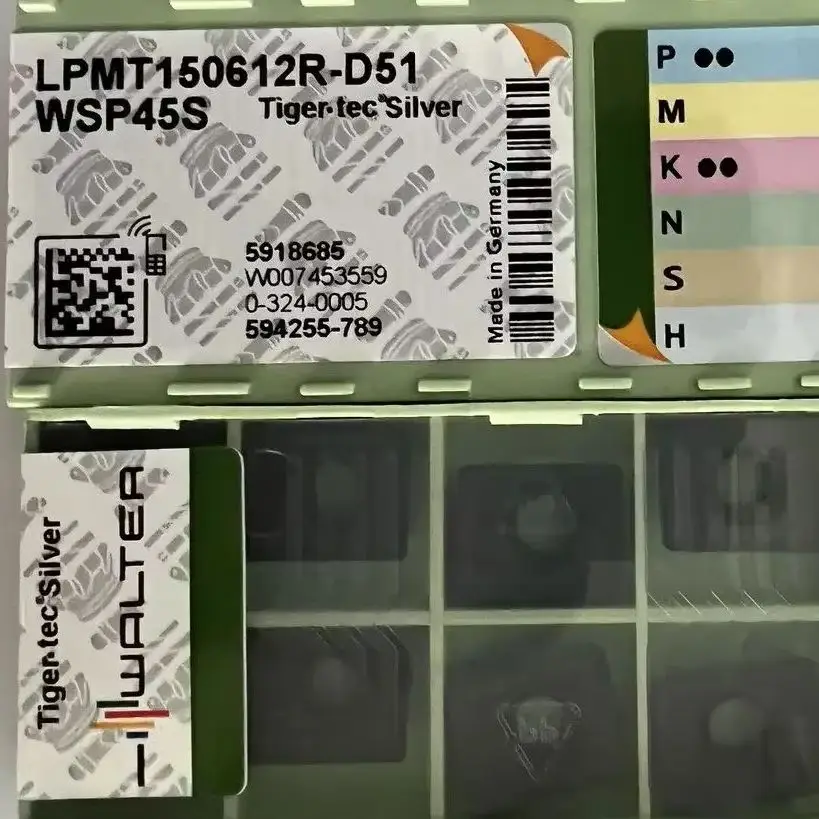 LPMT150612R-D51
WSP45S Tiger·tec®Silver
5918685
W007453559
0-324-0005
594255-789
Made in Germany
P ●●
M
K ●●
N
S
H
Tiger·tec®Silver
WALTER